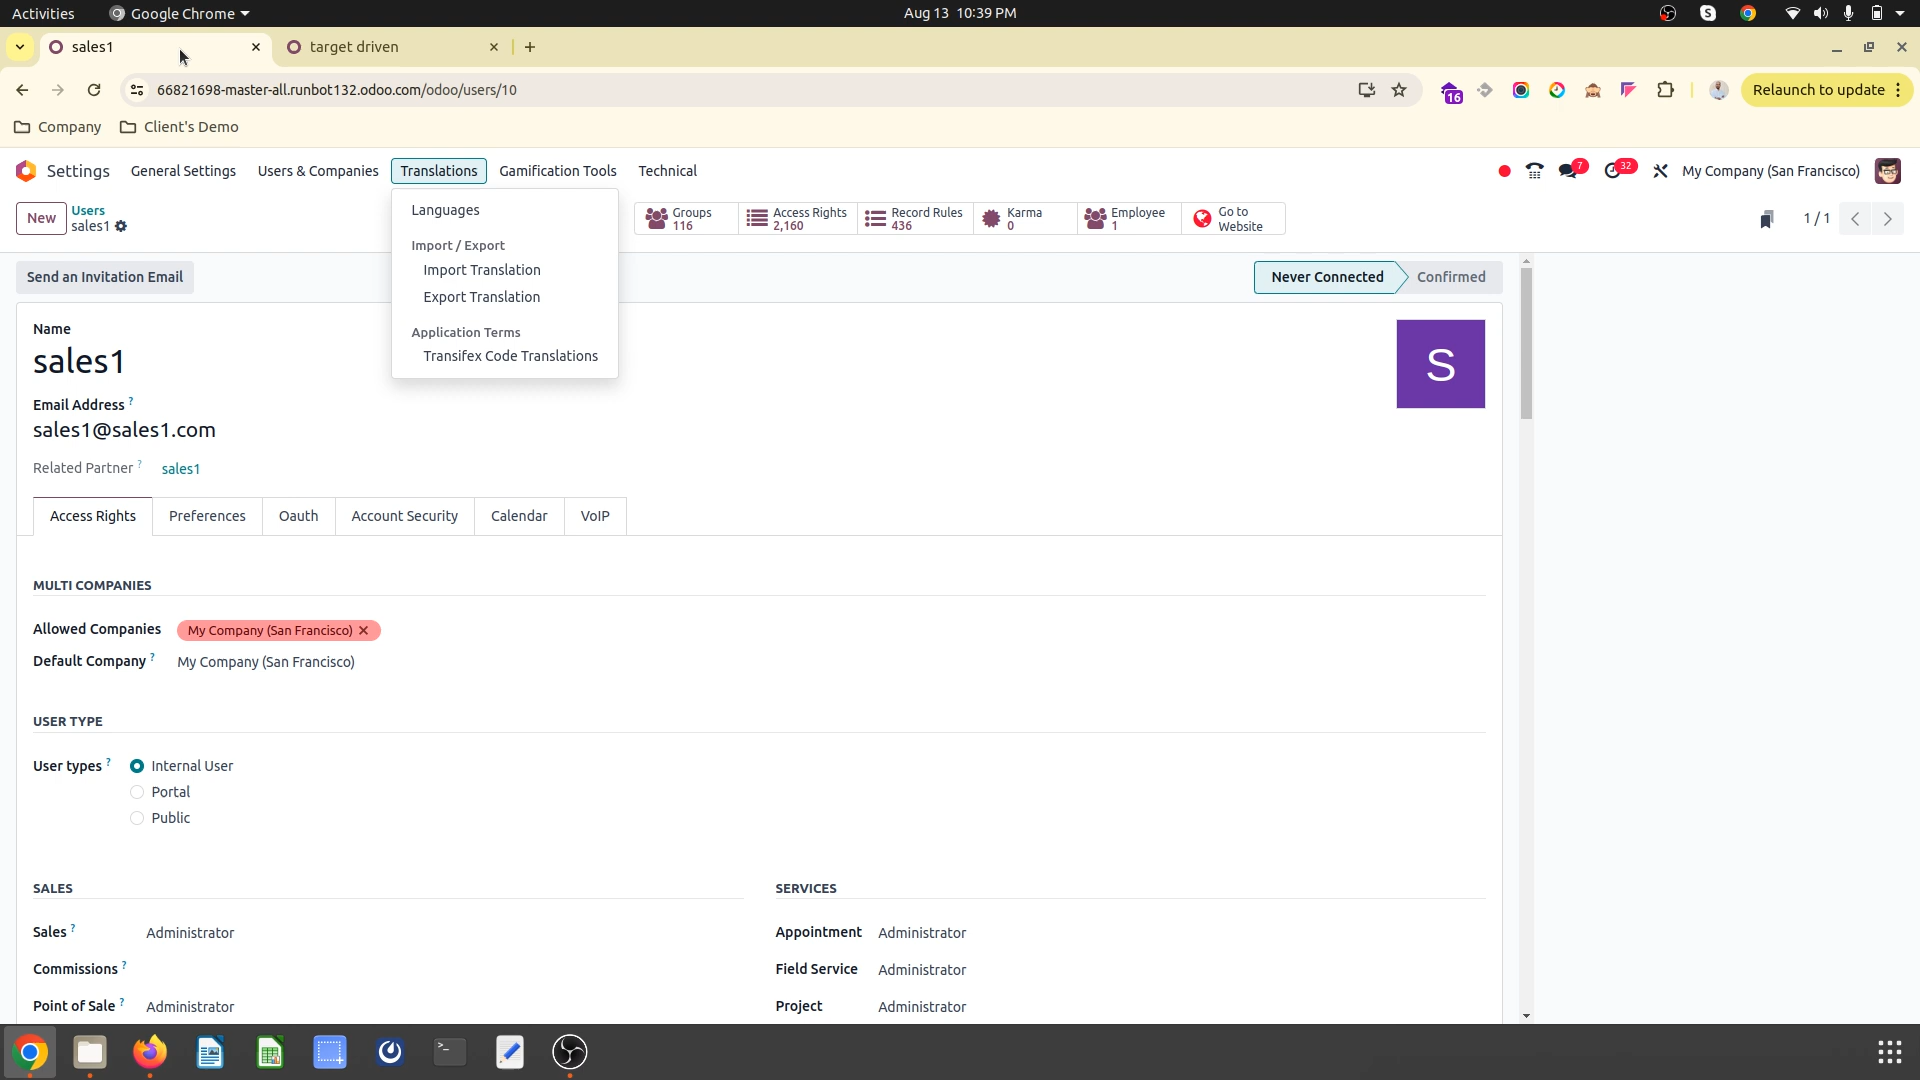 Activities
Google Chrome
Aug 13 10:39 PM
sales1
target driven
66821698-master-all.runbot132.odoo.com/odoo/users/10
16
Relaunch to update
Company
Client's Demo
Settings
General Settings
Users & Companies
Translations
Gamification Tools
Technical
7
32
My Company (San Francisco)
New
Users
sales1
Languages
Import / Export
Import Translation
Export Translation
Application Terms
Transifex Code Translations
Groups
116
Access Rights
2,160
Record Rules
436
Karma
0
Employee
1
Go to
Website
1 / 1
Send an Invitation Email
Never Connected
Confirmed
Name
sales1
S
Email Address ?
sales1@sales1.com
Related Partner ? sales1
Access Rights
Preferences
Oauth
Account Security
Calendar
VoIP
MULTI COMPANIES
Allowed Companies My Company (San Francisco)
Default Company ? My Company (San Francisco)
USER TYPE
User types ? Internal User
Portal
Public
SALES
Sales ? Administrator
Commissions ?
Point of Sale ? Administrator
SERVICES
Appointment Administrator
Field Service Administrator
Project Administrator